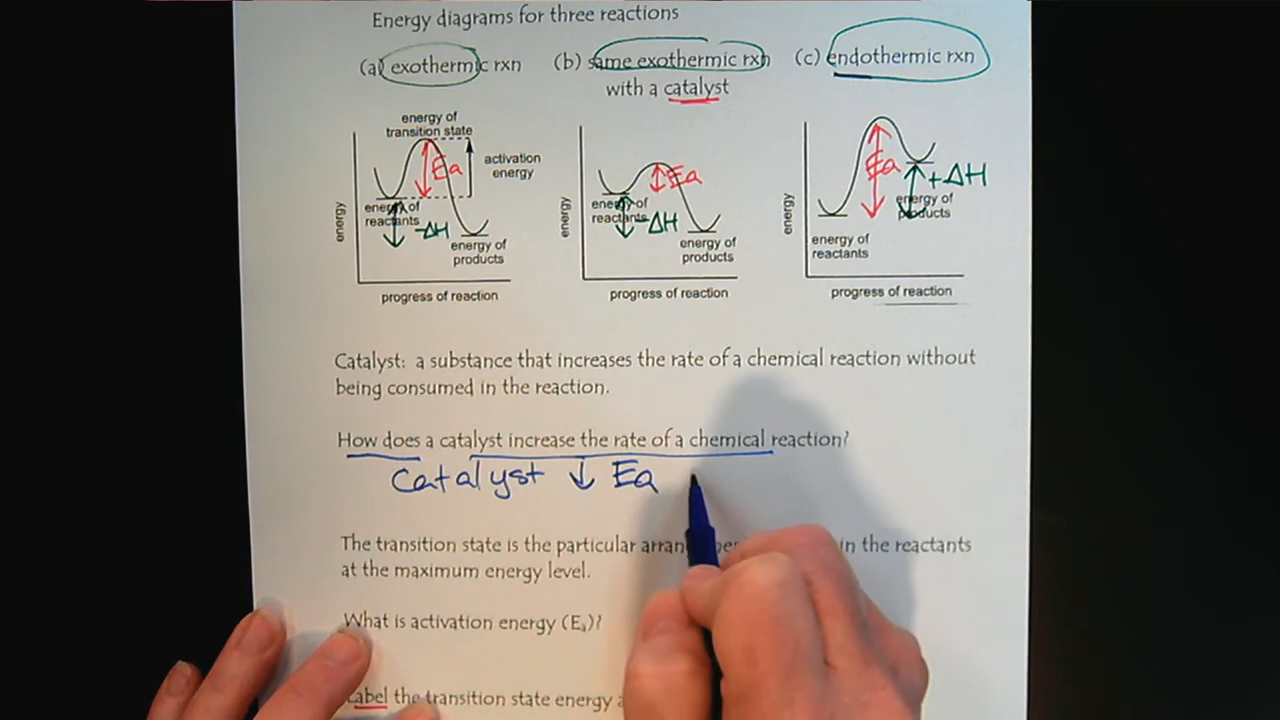 Energy diagrams for three reactions
(a) exothermic rxn
(b) same exothermic rxn
with a catalyst
(c) endothermic rxn
energy of
transition state
activation
energy
Ea
energy of
reactants
-ΔH
energy of
products
energy
progress of reaction
Ea
energy of
reactants
-ΔH
energy of
products
energy
progress of reaction
Ea
+ΔH
energy of
products
energy of
reactants
energy
progress of reaction
Catalyst: a substance that increases the rate of a chemical reaction without
being consumed in the reaction.
How does a catalyst increase the rate of a chemical reaction?
Catalyst ↓ Ea
The transition state is the particular in the reactants
at the maximum energy level.
What is activation energy (Eₐ)?
Label the transition state energy